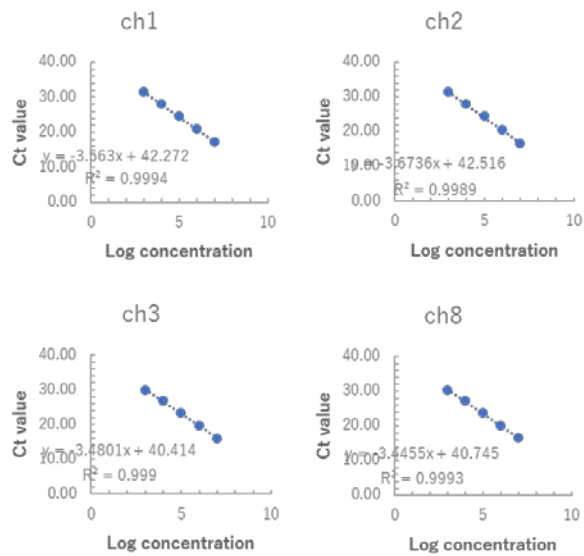 ch1
40.00
30.00
20.00
10.00
0.00
Ct value
y = -3.563x + 42.272
R² = 0.9994
0 5 10
Log concentration
ch2
40.00
30.00
20.00
10.00
0.00
Ct value
y = -3.6736x + 42.516
R² = 0.9989
0 5 10
Log concentration
ch3
40.00
30.00
20.00
10.00
0.00
Ct value
y = -3.4801x + 40.414
R² = 0.999
0 5 10
Log concentration
ch8
40.00
30.00
20.00
10.00
0.00
Ct value
y = -3.4455x + 40.745
R² = 0.9993
0 5 10
Log concentration